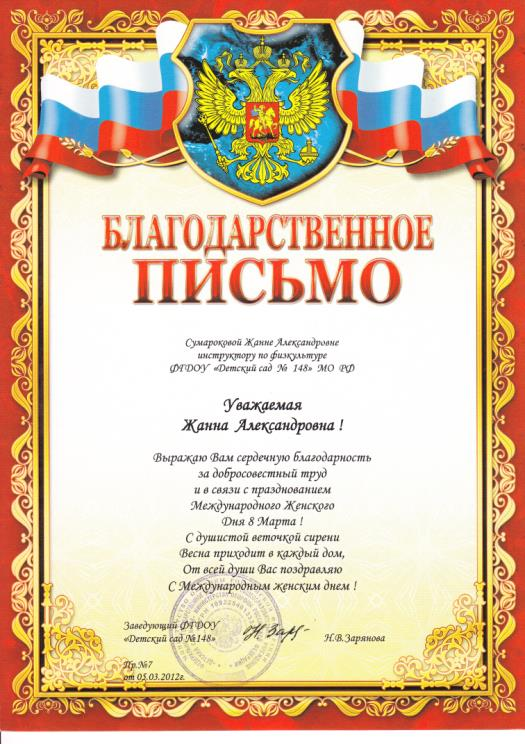 БЛАГОДАРСТВЕННОЕ
ПИСЬМО
Сумароковой Жанне Александровне
инструктору по физкультуре
ФГДОУ «Детский сад № 148» МО РФ
Уважаемая
Жанна Александровна !
Выражаю Вам сердечную благодарность
за добросовестный труд
и в связи с празднованием
Международного Женского
Дня 8 Марта !
С душистой веточкой сирени
Весна приходит в каждый дом,
От всей души Вас поздравляю
С Международным женским днем !
Заведующий ФГДОУ
«Детский сад №148»
Н.В.Зарянова
Пр.№7
от 05.03.2012г.